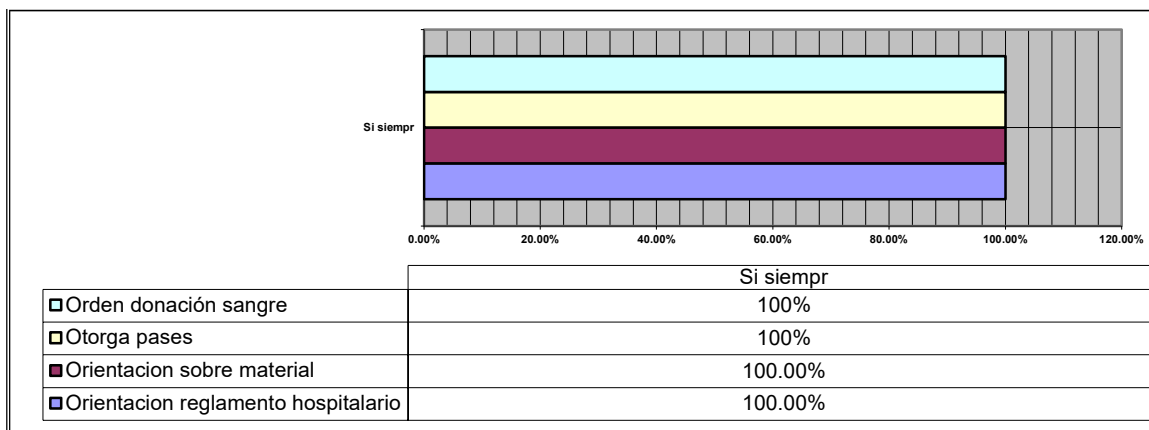 Si siempr
0.00% 20.00% 40.00% 60.00% 80.00% 100.00% 120.00%
Si siempr
Orden donación sangre 100%
Otorga pases 100%
Orientacion sobre material 100.00%
Orientacion reglamento hospitalario 100.00%